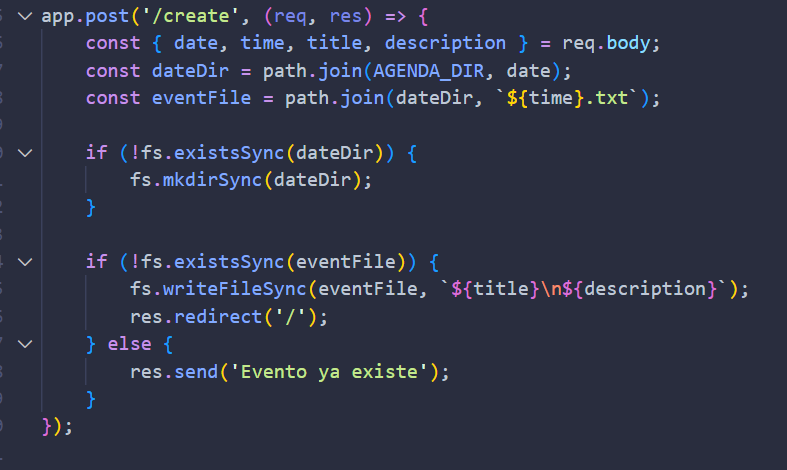 app.post('/create', (req, res) => {
    const { date, time, title, description } = req.body;
    const dateDir = path.join(AGENDA_DIR, date);
    const eventFile = path.join(dateDir, `${time}.txt`);

    if (!fs.existsSync(dateDir)) {
        fs.mkdirSync(dateDir);
    }

    if (!fs.existsSync(eventFile)) {
        fs.writeFileSync(eventFile, `${title}\n${description}`);
        res.redirect('/');
    } else {
        res.send('Evento ya existe');
    }
});